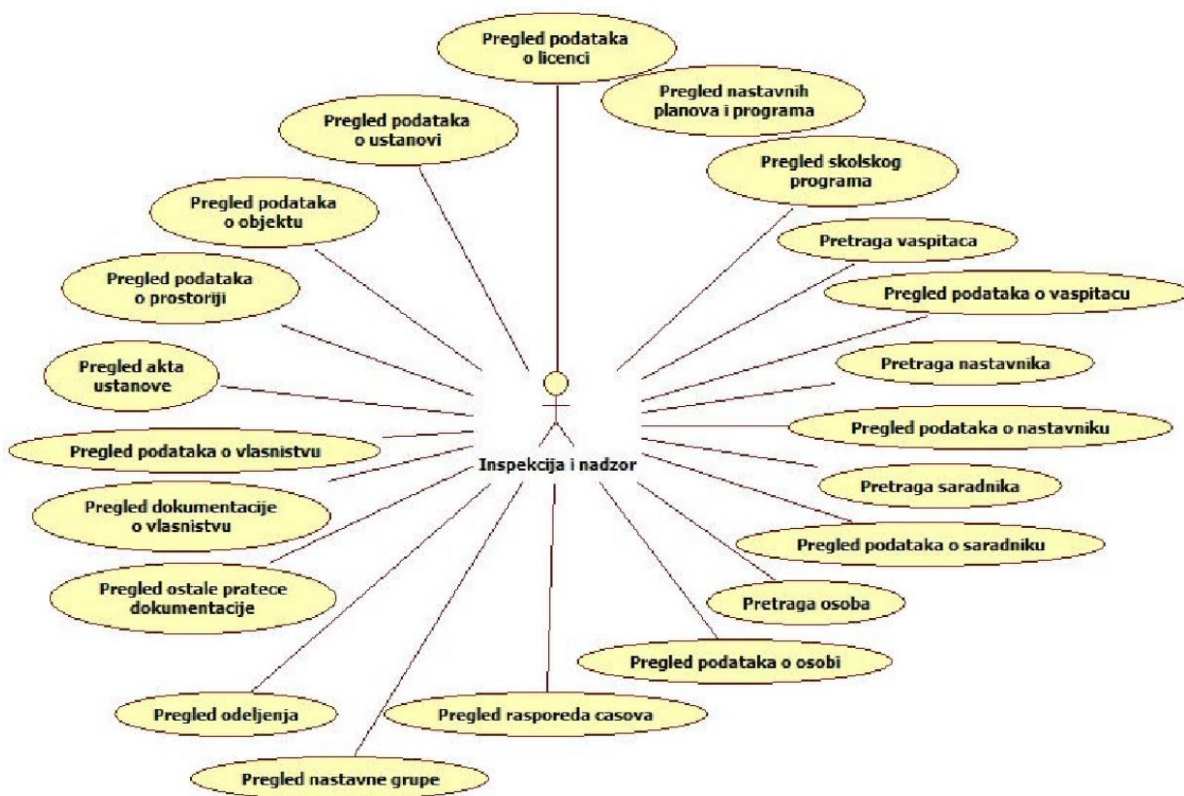 Pregled podataka
o licenci
Pregled nastavnih
planova i programa
Pregled podataka
o ustanovi
Pregled skolskog
programa
Pregled podataka
o objektu
Pretraga vaspitaca
Pregled podataka
o prostoriji
Pregled podataka o vaspitacu
Pregled akta
ustanove
Pretraga nastavnika
Pregled podataka o nastavniku
Pregled podataka o vlasnistvu
Inspekcija i nadzor
Pretraga saradnika
Pregled dokumentacije
o vlasnistvu
Pregled podataka o saradniku
Pregled ostale pratece
dokumentacije
Pretraga osoba
Pregled podataka o osobi
Pregled odeljenja
Pregled rasporeda casova
Pregled nastavne grupe